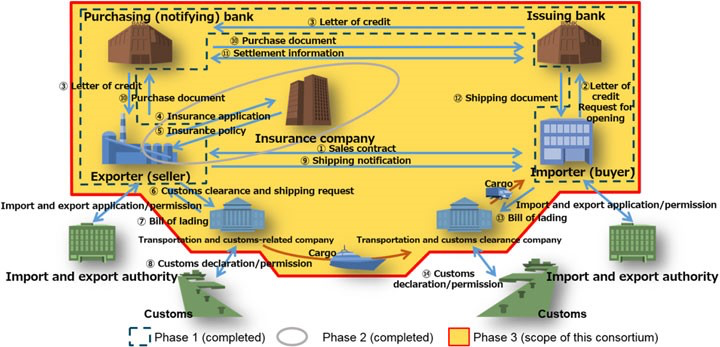 Purchasing (notifying) bank
③ Letter of credit
Issuing bank
⑩ Purchase document
⑪ Settlement information
③ Letter of credit
⑩ Purchase document
④ Insurance application
⑤ Insurance policy
Insurance company
⑫ Shipping document
② Letter of
credit
Request for
opening
① Sales contract
⑨ Shipping notification
Exporter (seller)
Importer (buyer)
⑥ Customs clearance and shipping request
Cargo
Import and export application/permission
Import and export application/permission
⑦ Bill of lading
⑬ Bill of lading
Transportation and customs-related company
Transportation and customs clearance company
Cargo
Import and export authority
⑧ Customs declaration/permission
⑭ Customs
declaration/permission
Import and export authority
Customs
Customs
Phase 1 (completed)
Phase 2 (completed)
Phase 3 (scope of this consortium)